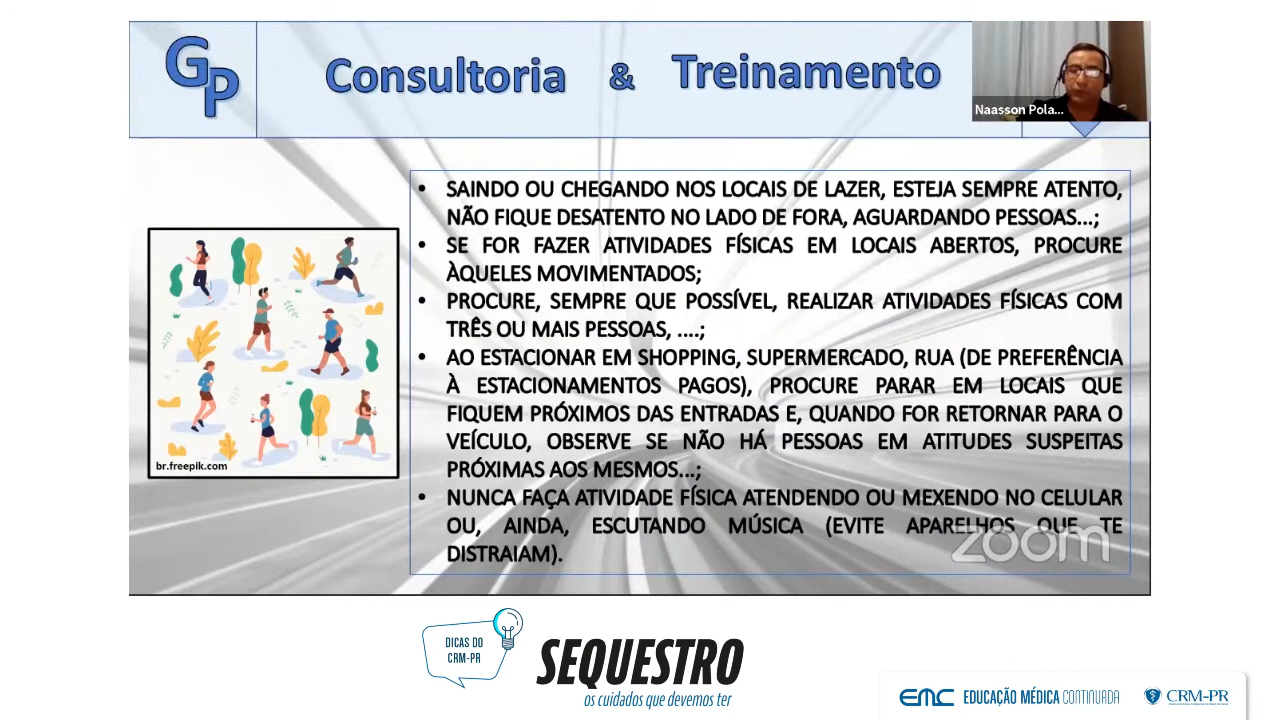 GP
Consultoria & Treinamento
Naasson Pola...
• SAINDO OU CHEGANDO NOS LOCAIS DE LAZER, ESTEJA SEMPRE ATENTO,
NÃO FIQUE DESATENTO NO LADO DE FORA, AGUARDANDO PESSOAS...;
• SE FOR FAZER ATIVIDADES FÍSICAS EM LOCAIS ABERTOS, PROCURE
ÀQUELES MOVIMENTADOS;
• PROCURE, SEMPRE QUE POSSÍVEL, REALIZAR ATIVIDADES FÍSICAS COM
TRÊS OU MAIS PESSOAS, ....;
• AO ESTACIONAR EM SHOPPING, SUPERMERCADO, RUA (DE PREFERÊNCIA
À ESTACIONAMENTOS PAGOS), PROCURE PARAR EM LOCAIS QUE
FIQUEM PRÓXIMOS DAS ENTRADAS E, QUANDO FOR RETORNAR PARA O
VEÍCULO, OBSERVE SE NÃO HÁ PESSOAS EM ATITUDES SUSPEITAS
PRÓXIMAS AOS MESMOS...;
• NUNCA FAÇA ATIVIDADE FÍSICA ATENDENDO OU MEXENDO NO CELULAR
OU, AINDA, ESCUTANDO MÚSICA (EVITE APARELHOS QUE TE
DISTRAIAM).
br.freepik.com
zoom
DICAS DO
CRM-PR
SEQUESTRO
os cuidados que devemos ter
EMC EDUCAÇÃO MÉDICA CONTINUADA
CRM-PR